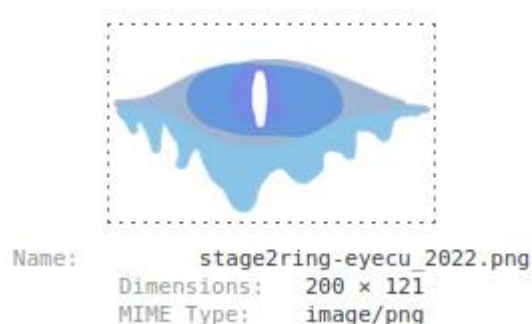 Name: stage2ring-eyecu_2022.png
Dimensions: 200 × 121
MIME Type: image/png